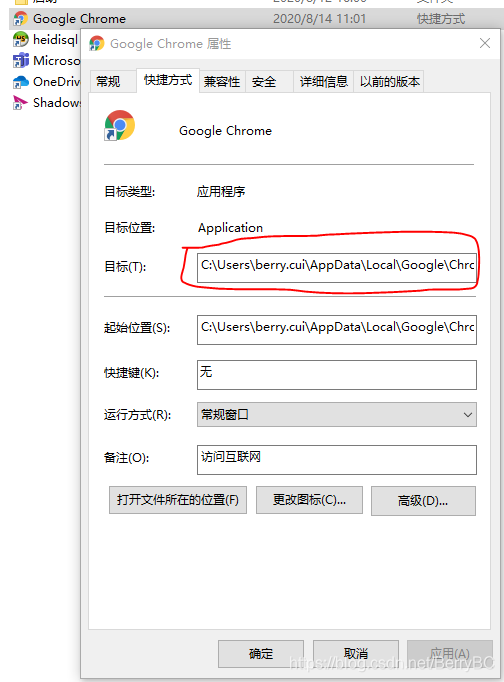 Google Chrome 2020/8/14 11:01 快捷方式
heidisql
Microso
OneDriv
Shadows
Google Chrome 属性
常规 快捷方式 兼容性 安全 详细信息 以前的版本
Google Chrome
目标类型: 应用程序
目标位置: Application
目标(T): C:\Users\berry.cui\AppData\Local\Google\Chrc
起始位置(S): C:\Users\berry.cui\AppData\Local\Google\Chrc
快捷键(K): 无
运行方式(R): 常规窗口
备注(O): 访问互联网
打开文件所在的位置(F) 更改图标(C)... 高级(D)...
确定 取消 应用(A)
https://blog.csdn.net/BerryBC